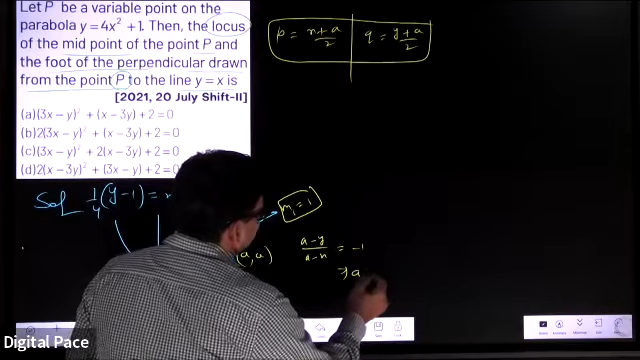 Let P be a variable point on the
parabola y = 4x² + 1. Then, the locus
of the mid point of the point P and
the foot of the perpendicular drawn
from the point P to the line y = x is
[2021, 20 July Shift-II]
(a) (3x − y)² + (x − 3y) + 2 = 0
(b) 2(3x − y)² + (x − 3y) + 2 = 0
(c) (3x − y)² + 2(x − 3y) + 2 = 0
(d) 2(x − 3y)² + (3x − y) + 2 = 0
p = x+a/2
q = y+a/2
Sol 1/4 (y − 1) =
m₁ = 1
(a, a)
a−y/a−x = −1
⇒ a
Digital Pace